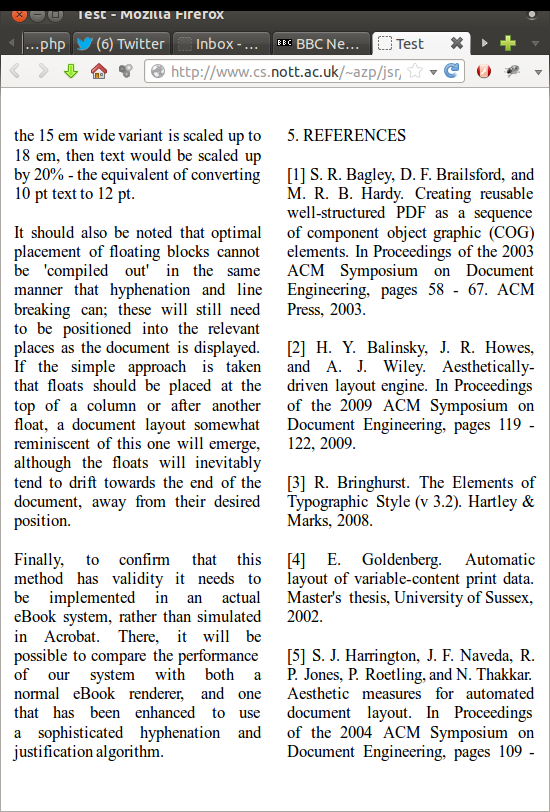 Test - Mozilla Firefox
...php
(6) Twitter
Inbox - ...
BBC
BBC Ne...
Test
http://www.cs.nott.ac.uk/~azp/jsr/
the 15 em wide variant is scaled up to
18 em, then text would be scaled up
by 20% - the equivalent of converting
10 pt text to 12 pt.
It should also be noted that optimal
placement of floating blocks cannot
be 'compiled out' in the same
manner that hyphenation and line
breaking can; these will still need
to be positioned into the relevant
places as the document is displayed.
If the simple approach is taken
that floats should be placed at the
top of a column or after another
float, a document layout somewhat
reminiscent of this one will emerge,
although the floats will inevitably
tend to drift towards the end of the
document, away from their desired
position.
Finally, to confirm that this
method has validity it needs to
be implemented in an actual
eBook system, rather than simulated
in Acrobat. There, it will be
possible to compare the performance
of our system with both a
normal eBook renderer, and one
that has been enhanced to use
a sophisticated hyphenation and
justification algorithm.
5. REFERENCES
[1] S. R. Bagley, D. F. Brailsford, and
M. R. B. Hardy. Creating reusable
well-structured PDF as a sequence
of component object graphic (COG)
elements. In Proceedings of the 2003
ACM Symposium on Document
Engineering, pages 58 - 67. ACM
Press, 2003.
[2] H. Y. Balinsky, J. R. Howes,
and A. J. Wiley. Aesthetically-
driven layout engine. In Proceedings
of the 2009 ACM Symposium on
Document Engineering, pages 119 -
122, 2009.
[3] R. Bringhurst. The Elements of
Typographic Style (v 3.2). Hartley &
Marks, 2008.
[4] E. Goldenberg. Automatic
layout of variable-content print data.
Master's thesis, University of Sussex,
2002.
[5] S. J. Harrington, J. F. Naveda, R.
P. Jones, P. Roetling, and N. Thakkar.
Aesthetic measures for automated
document layout. In Proceedings
of the 2004 ACM Symposium on
Document Engineering, pages 109 -